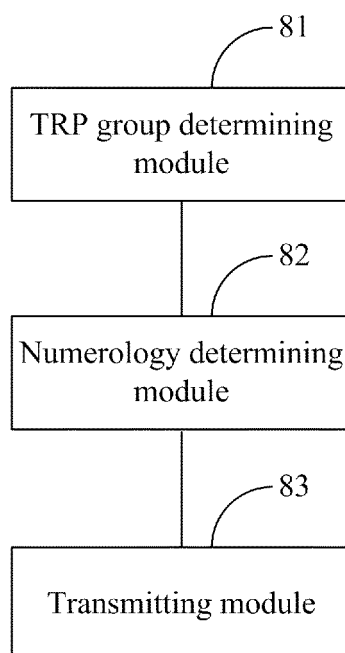 81
TRP group determining
module
82
Numerology determining
module
83
Transmitting module